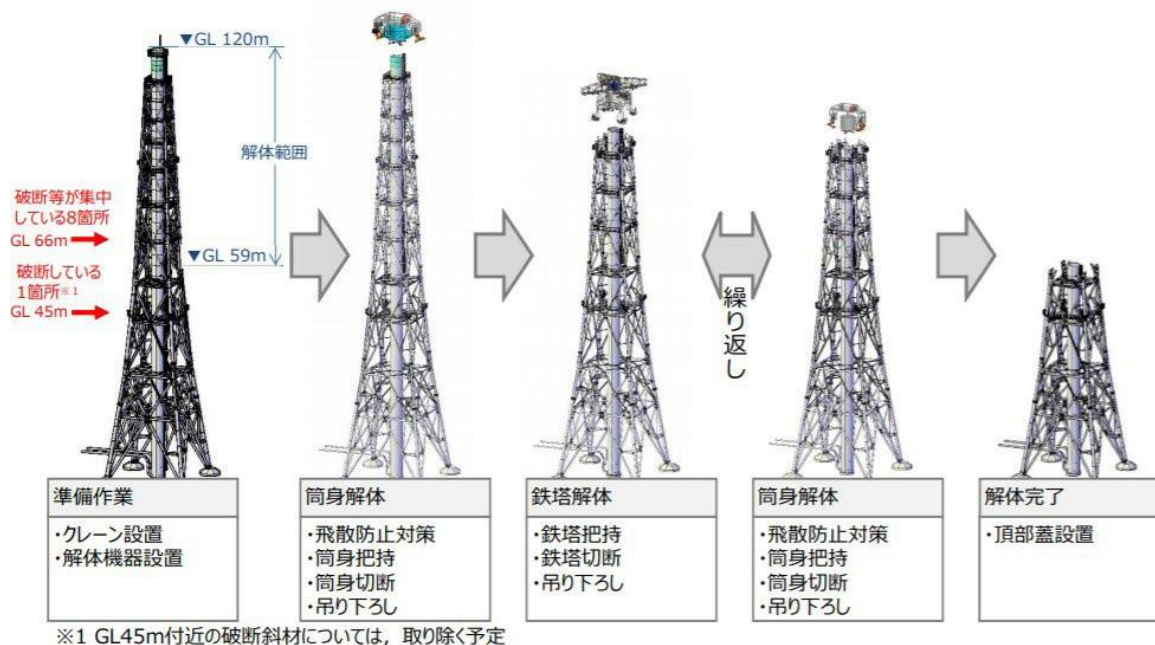 ▼GL 120m
解体範囲
破断等が集中
している8箇所
GL 66m
▼GL 59m
破断している
1箇所※1
GL 45m
繰り返し
準備作業
・クレーン設置
・解体機器設置
筒身解体
・飛散防止対策
・筒身把持
・筒身切断
・吊り下ろし
鉄塔解体
・鉄塔把持
・鉄塔切断
・吊り下ろし
筒身解体
・飛散防止対策
・筒身把持
・筒身切断
・吊り下ろし
解体完了
・頂部蓋設置
※1 GL45m付近の破断斜材については，取り除く予定